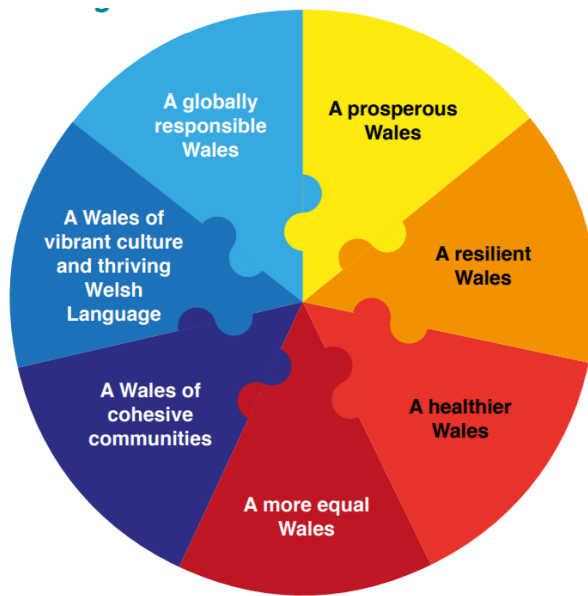 A prosperous
Wales
A resilient
Wales
A healthier
Wales
A more equal
Wales
A Wales of
cohesive
communities
A Wales of
vibrant culture
and thriving
Welsh
Language
A globally
responsible
Wales